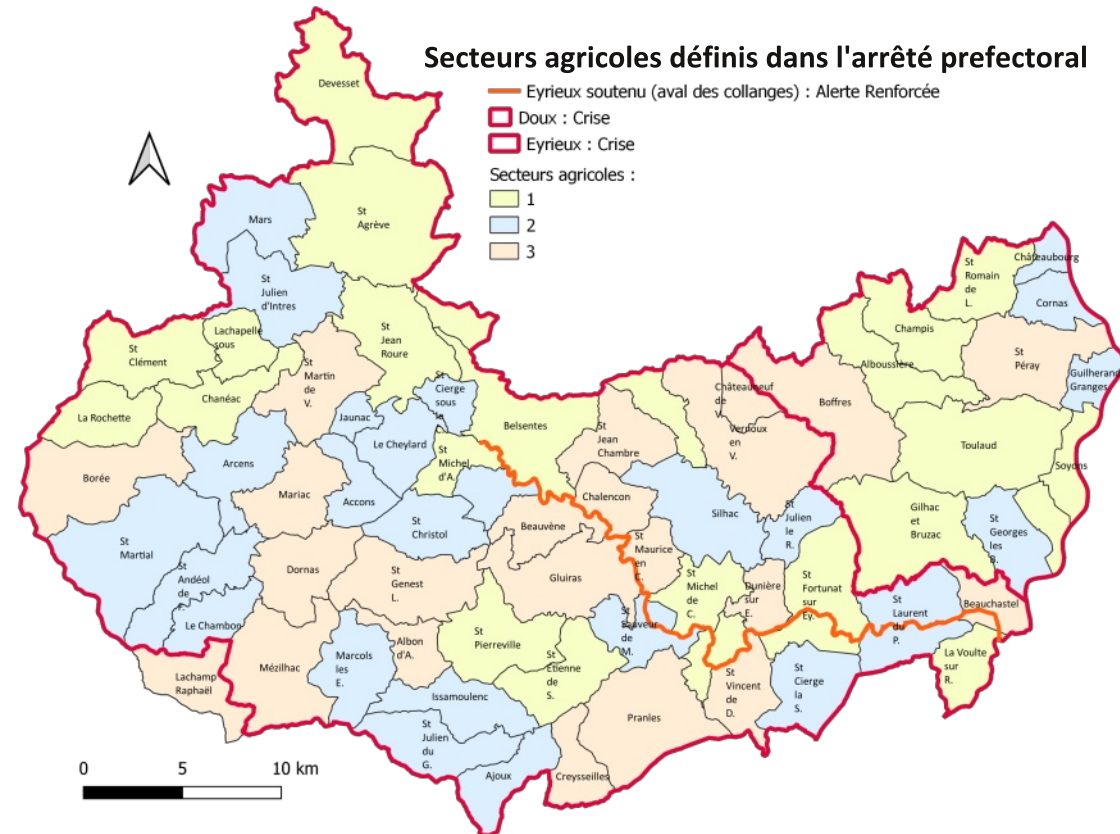 Secteurs agricoles définis dans l'arrêté prefectoral
Eyrieux soutenu (aval des collanges) : Alerte Renforcée
Doux : Crise
Eyrieux : Crise
Secteurs agricoles :
1
2
3
Devesset
St
Agrève
Mars
St
Julien
d'Intres
St
Romain
de
L.
Châteaubourg
Cornas
Champis
St
Péray
Guilherand
Granges
Alboussière
Boffres
Toulaud
Soyons
Gilhac
et
Bruzac
St
Georges
les
B.
St
Clément
Lachapelle
sous
St
Jean
Roure
St
Martin
de
V.
Chanéac
La Rochette
St
Cierge
sous
le
Jaunac
Le Cheylard
Belsentes
St
Michel
d'A.
St
Jean
Chambre
Châteauneuf
de
V.
Vernoux
en
V.
Borée
Arcens
Mariac
Accons
St
Christol
Chalencon
Silhac
St
Julien
le R.
St
Martial
St
Andéol
de
F.
Le Chambon
Dornas
St
Genest
L.
Beauvène
Gluiras
St
Maurice
en
C.
St
Michel
de
C.
Dunière
sur
E.
St
Fortunat
sur
Ey.
St
Laurent
du
P.
Beauchastel
La Voulte
sur
R.
Lachamp
Raphaël
Mézilhac
Marcols
les
E.
Albon
d'A.
St
Pierreville
St
Etienne
de
S.
St
Sauveur
de
M.
Issamoulenc
St
Julien
du
G.
Ajoux
Creysseilles
Pranles
St
Vincent
de
D.
St
Cierge
la
S.
0 5 10 km